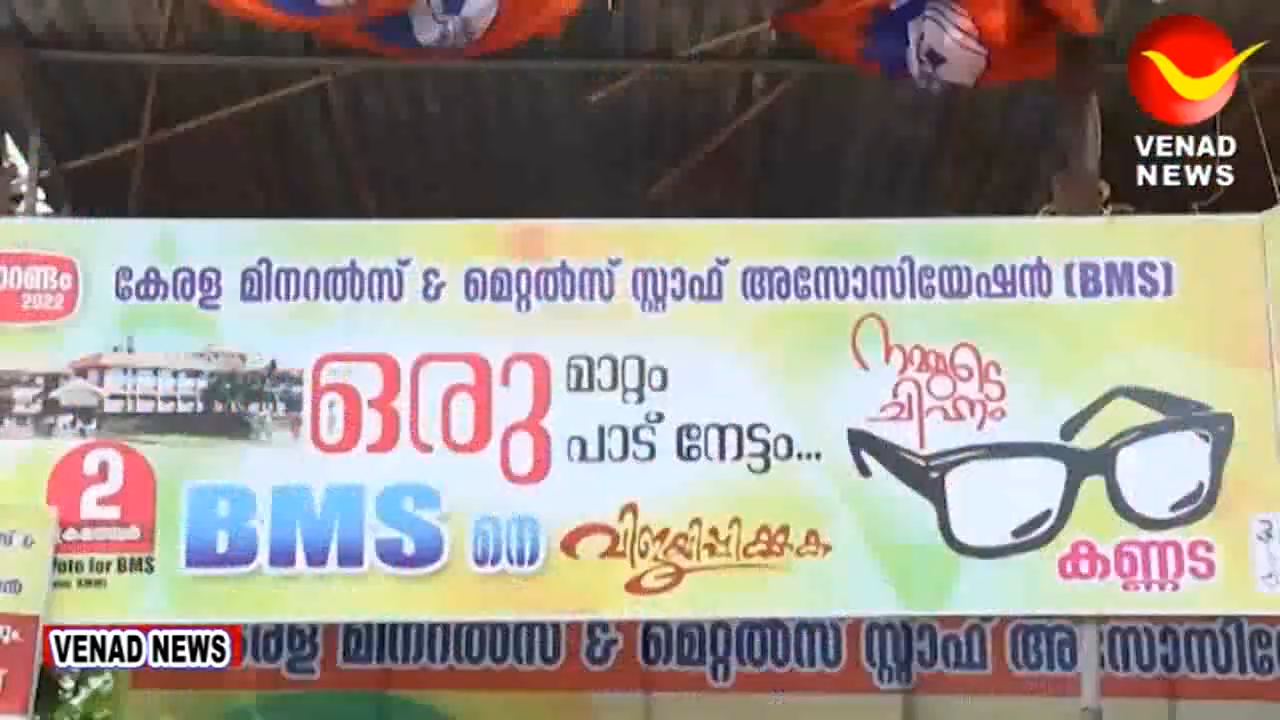 VENAD
NEWS
2022
കേരള മിനറൽസ് & മെറ്റൽസ് സ്റ്റാഫ് അസോസിയേഷൻ (BMS)
ഒരു മാറ്റം
പാട് നേട്ടം...
നമ്മുടെ
ചിഹ്നം
2
Vote for BMS
BMS നെ വിജയിപ്പിക്കുക
കണ്ണട
VENAD NEWS
രള മിനറൽസ് & മെറ്റൽസ് സ്റ്റാഫ് അസോസിയേ